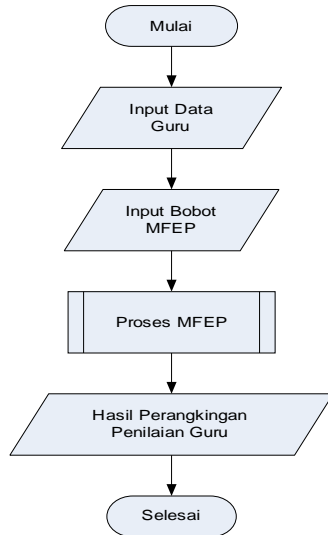 Mulai
Input Data
Guru
Input Bobot
MFEP
Proses MFEP
Hasil Perangkingan
Penilaian Guru
Selesai